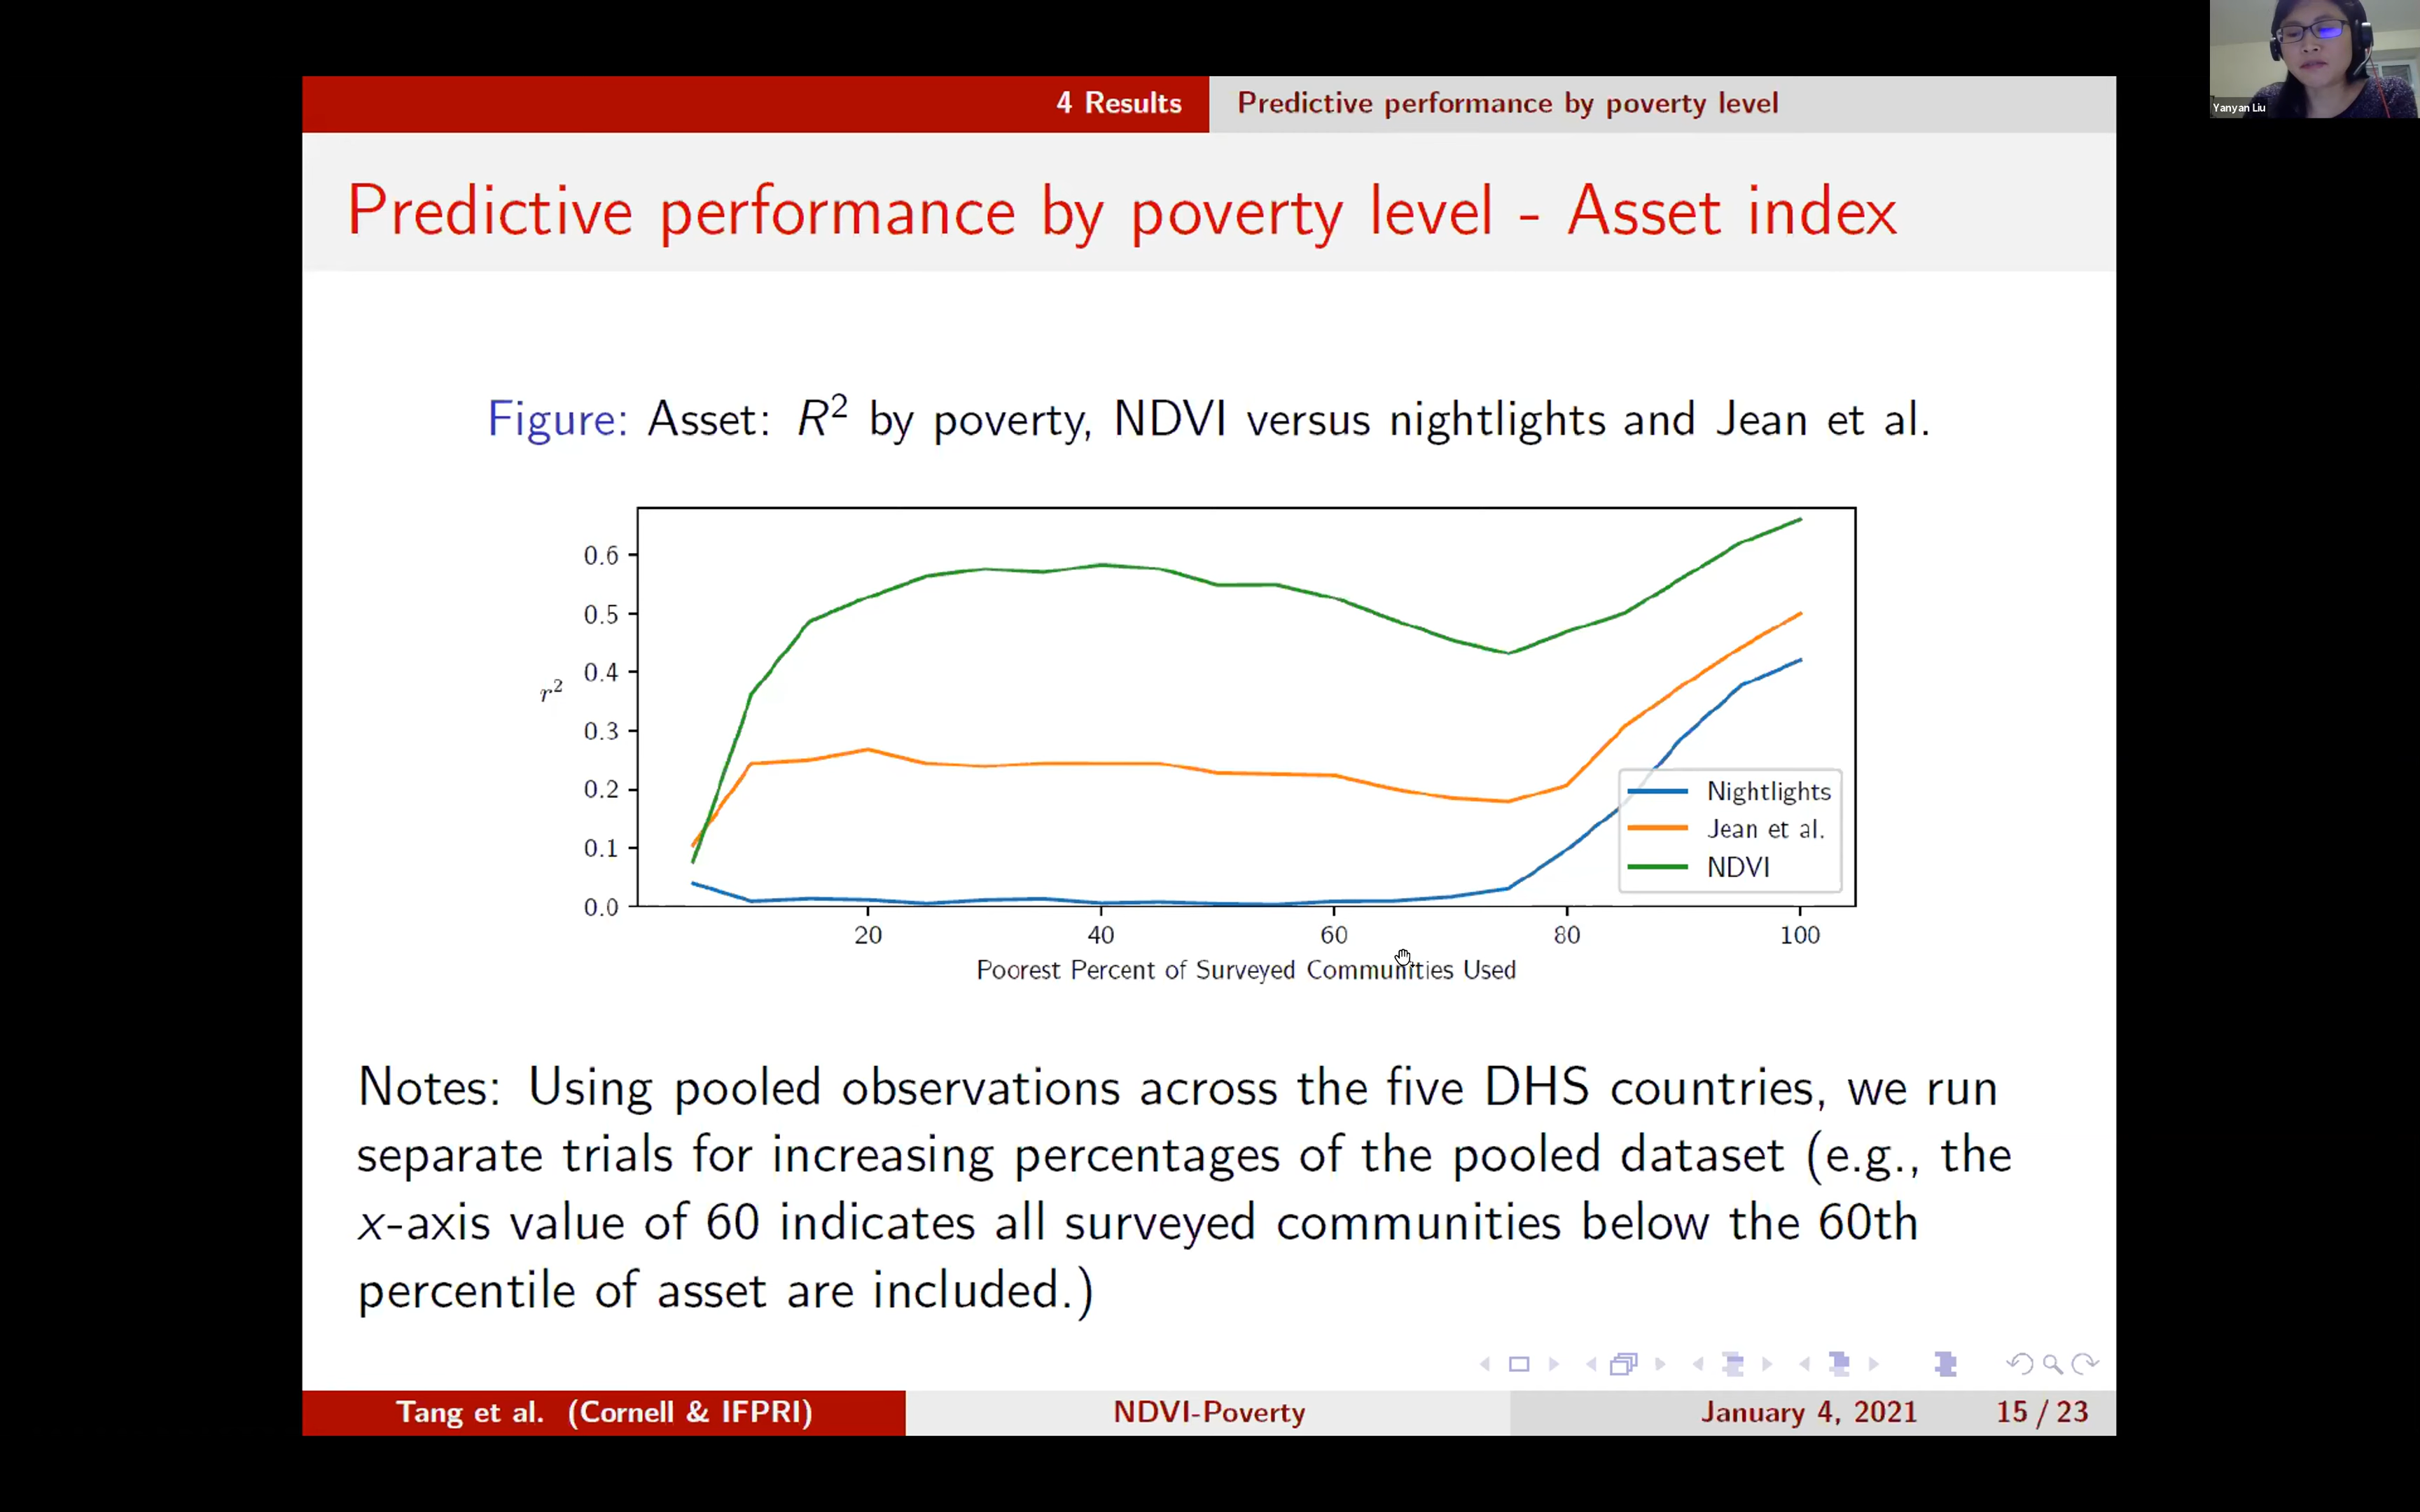 Yanyan Liu
4 Results
Predictive performance by poverty level
Predictive performance by poverty level - Asset index
Figure: Asset: R² by poverty, NDVI versus nightlights and Jean et al.
r²
0.6
0.5
0.4
0.3
0.2
0.1
0.0
20 40 60 80 100
Poorest Percent of Surveyed Communities Used
Nightlights
Jean et al.
NDVI
Notes: Using pooled observations across the five DHS countries, we run
separate trials for increasing percentages of the pooled dataset (e.g., the
x-axis value of 60 indicates all surveyed communities below the 60th
percentile of asset are included.)
Tang et al. (Cornell & IFPRI)
NDVI-Poverty
January 4, 2021
15 / 23